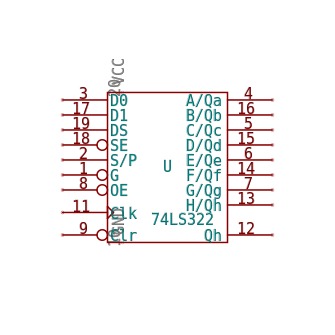 VCC
20
3 D0 A/Qa 4
17 D1 B/Qb 16
19 DS C/Qc 5
18 SE D/Qd 15
2 S/P E/Qe 6
1 G U F/Qf 14
8 OE G/Qg 7
H/Qh 13
11 Clk 74LS322
GND
9 Clr Qh 12